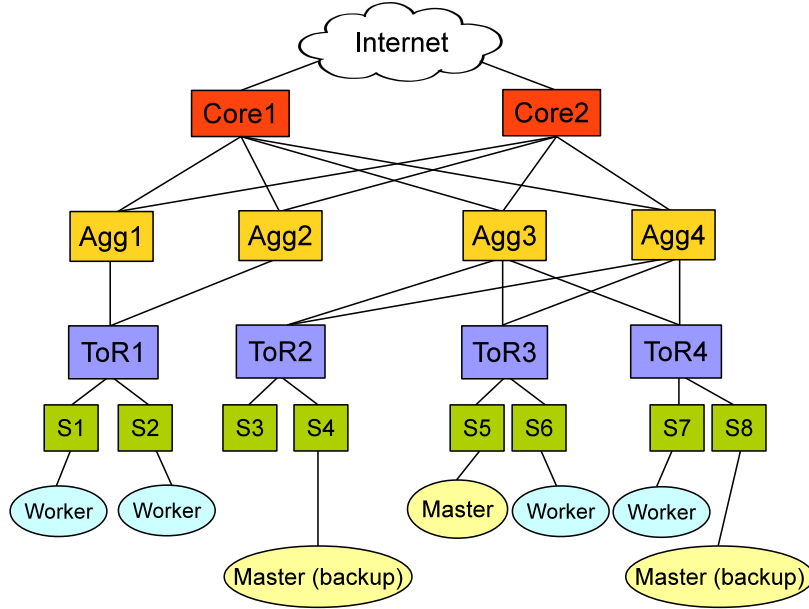 Internet
Core1
Core2
Agg1
Agg2
Agg3
Agg4
ToR1
ToR2
ToR3
ToR4
S1
S2
S3
S4
S5
S6
S7
S8
Worker
Worker
Master
Worker
Worker
Master (backup)
Master (backup)